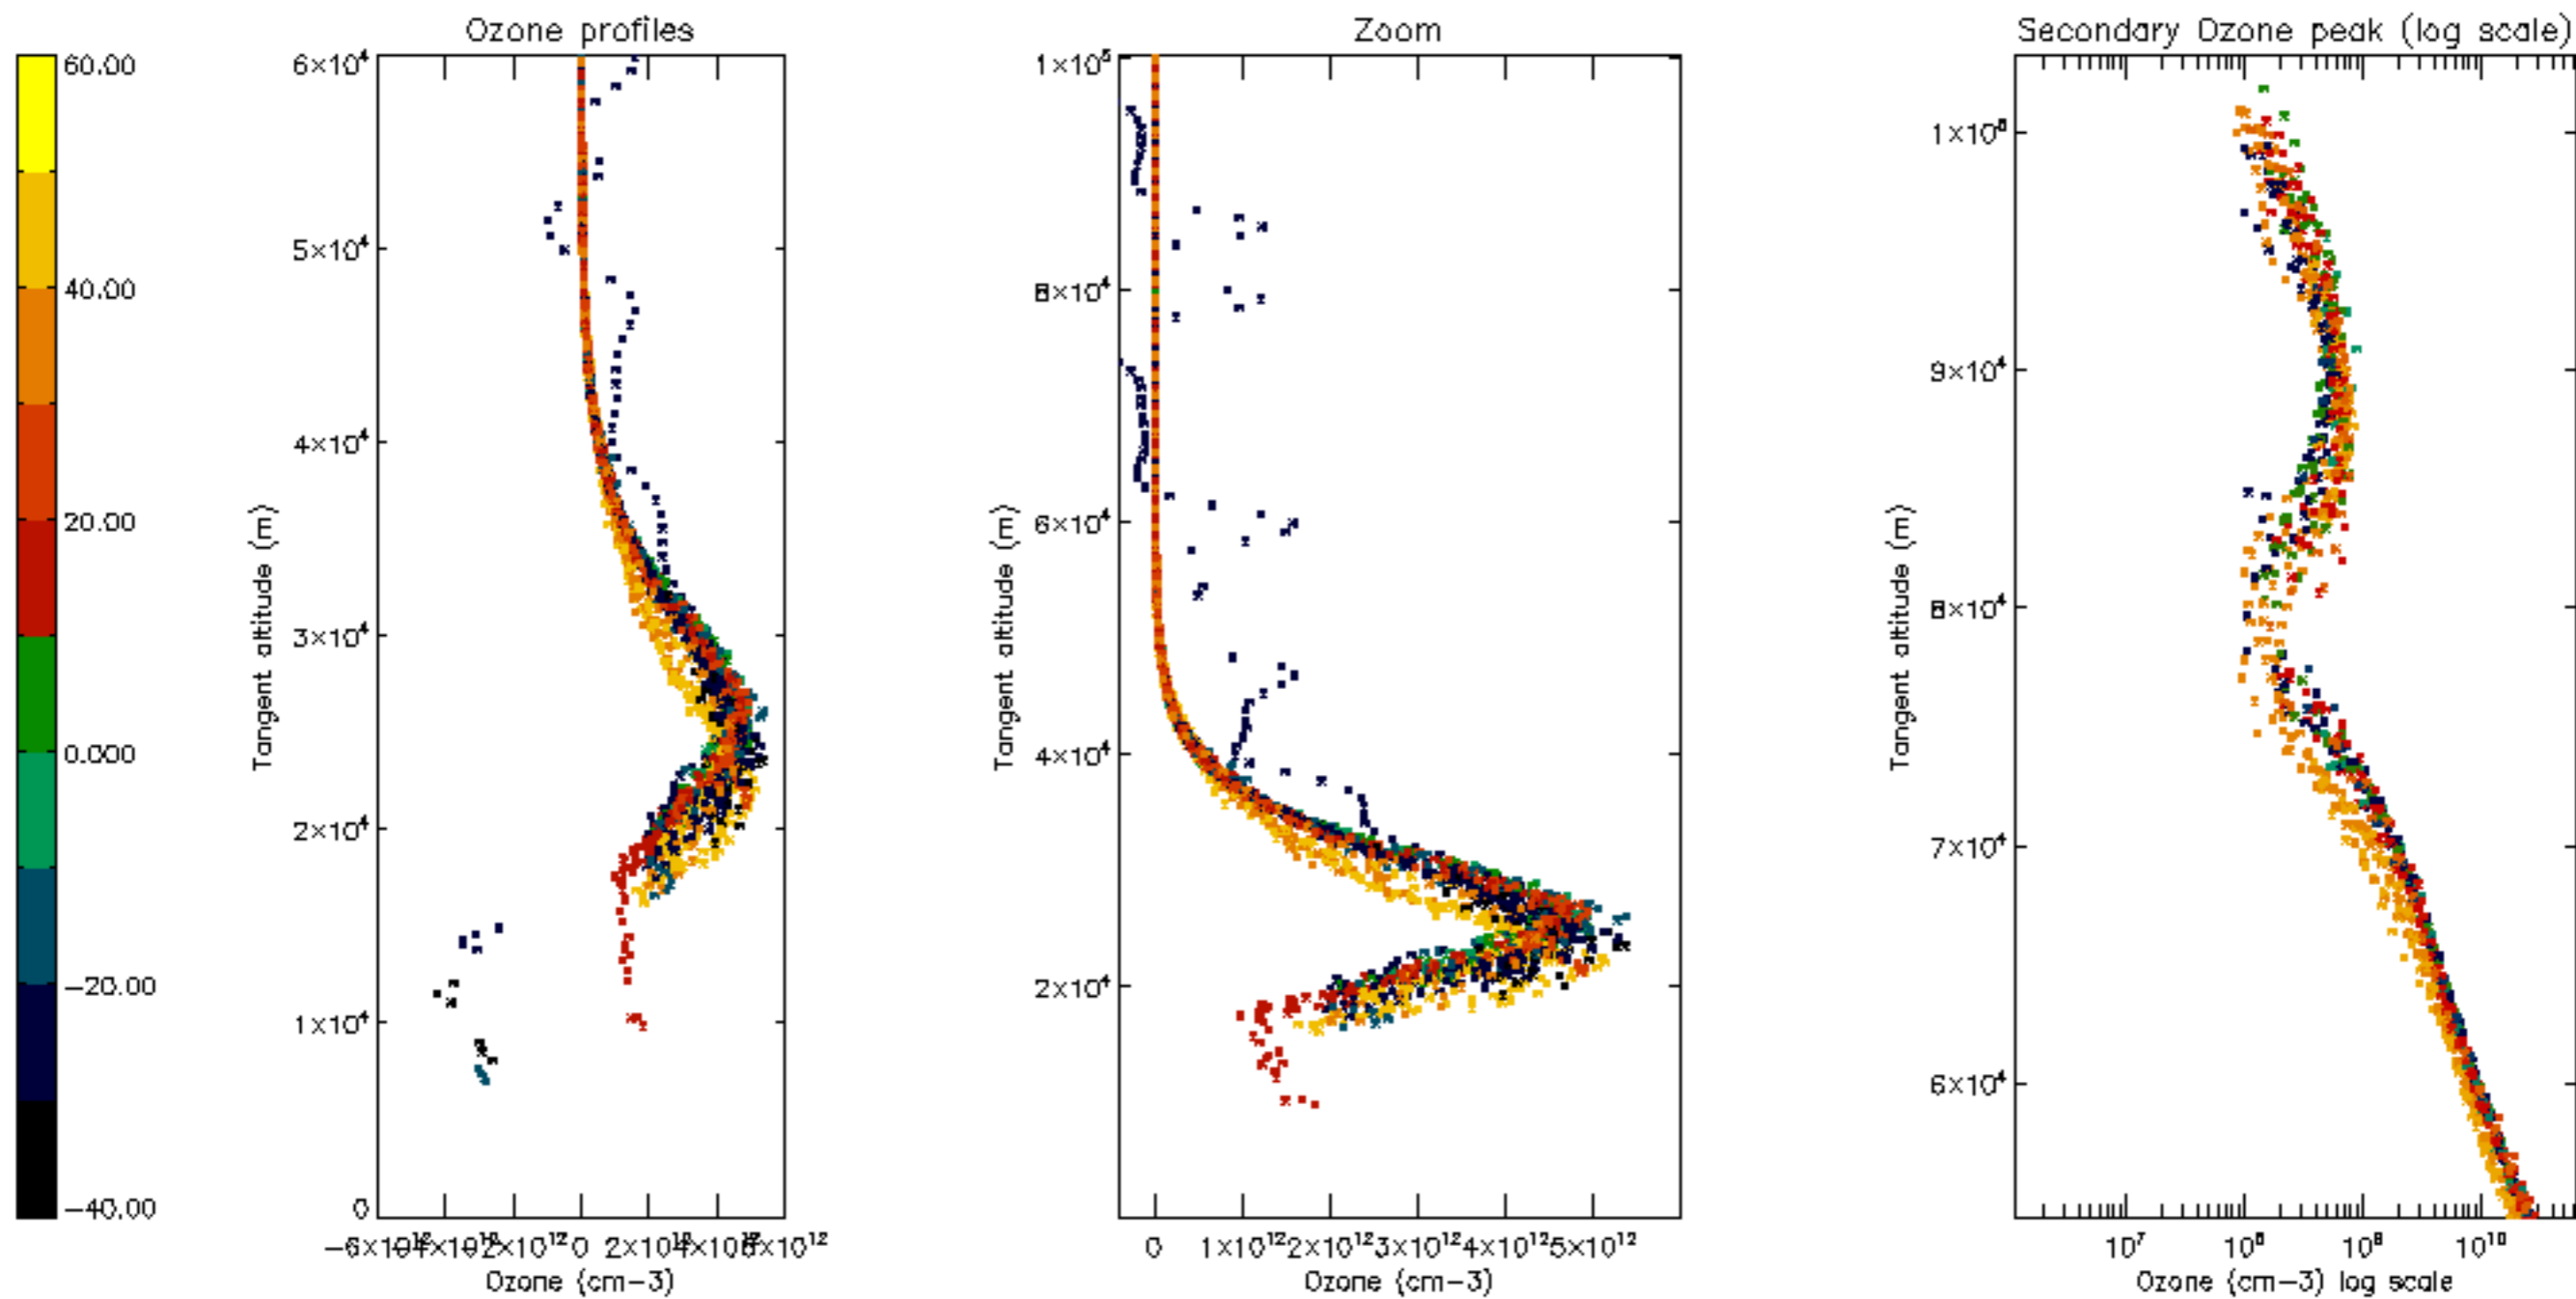 Ozone profiles
Zoom
Secondary Ozone peak (log scale)
60.00
40.00
20.00
0.000
−20.00
−40.00
6×10⁴
5×10⁴
4×10⁴
3×10⁴
2×10⁴
1×10⁴
0
Tangent altitude (m)
0 2×10¹²
Ozone (cm−3)
1×10⁵
8×10⁴
6×10⁴
4×10⁴
2×10⁴
Tangent altitude (m)
0 1×10¹² 2×10¹² 3×10¹² 4×10¹² 5×10¹²
Ozone (cm−3)
9×10⁴
8×10⁴
7×10⁴
6×10⁴
Tangent altitude (m)
10⁷ 10⁸ 10⁹ 10¹⁰
Ozone (cm−3) log scale